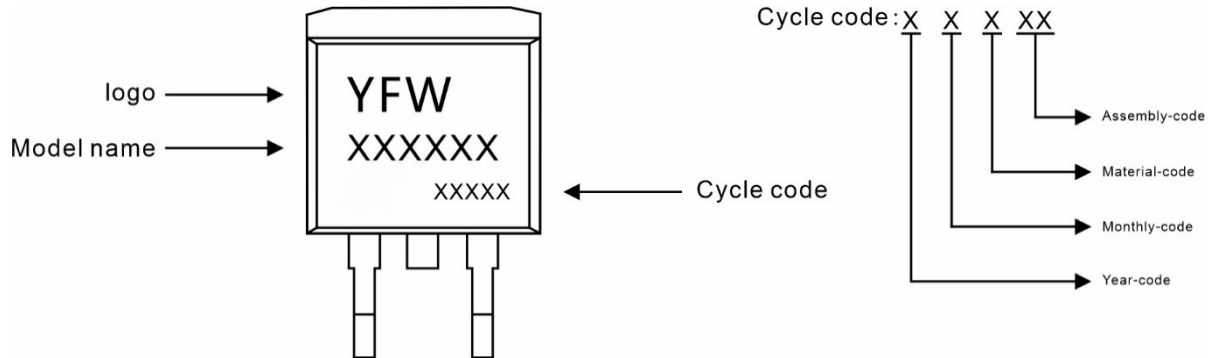 logo
YFW
Model name
XXXXXX
XXXXX
Cycle code
Cycle code: X X X XX
Assembly-code
Material-code
Monthly-code
Year-code